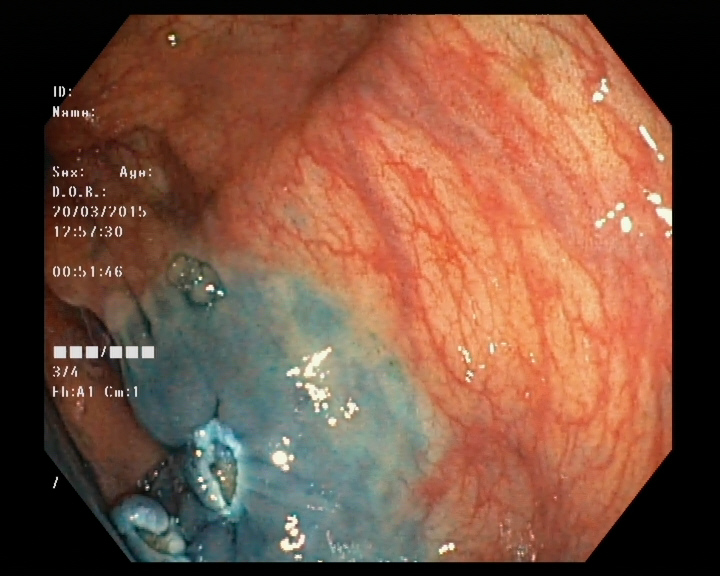 ID:
Name:
Sex: Age:
D.O.B.:
20/03/2015
12:57:30
00:51:46
■■■/■■■
3/4
Eh:A1 Cm:1
/